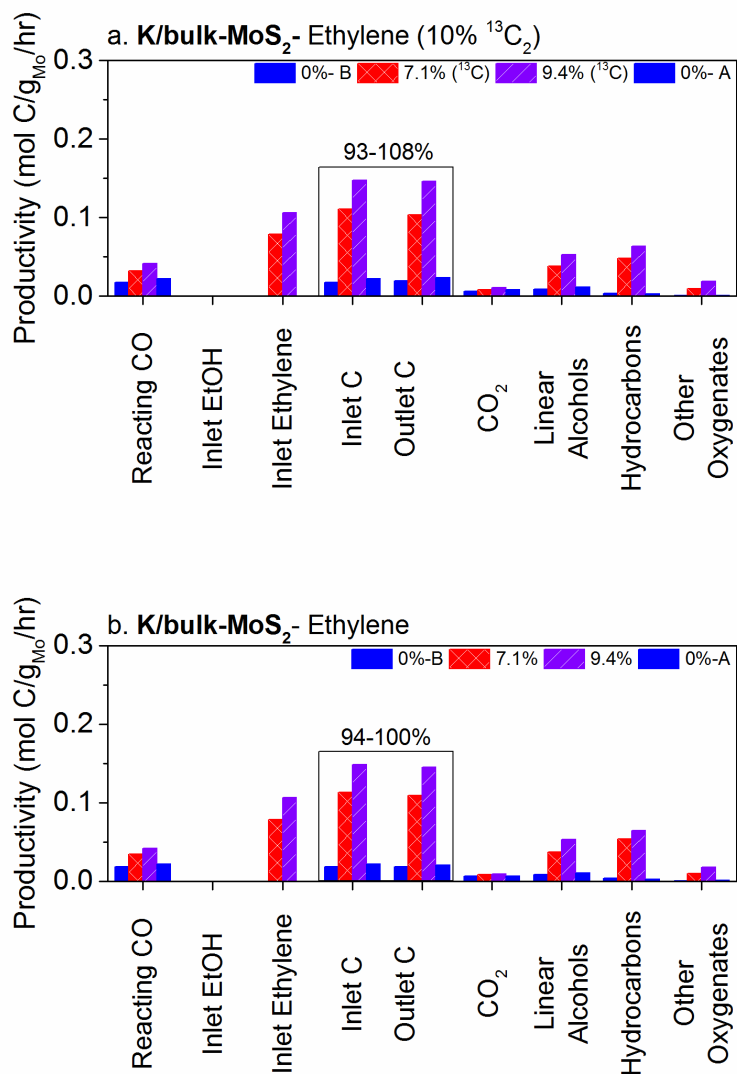 a. K/bulk-MoS₂- Ethylene (10% ¹³C₂)
0%- B 7.1% (¹³C) 9.4% (¹³C) 0%- A
93-108%
0.3
0.2
0.1
0.0
Productivity (mol C/g_Mo/hr)
Reacting CO
Inlet EtOH
Inlet Ethylene
Inlet C
Outlet C
CO₂
Linear
Alcohols
Hydrocarbons
Other
Oxygenates
b. K/bulk-MoS₂- Ethylene
0%-B 7.1% 9.4% 0%-A
94-100%
0.3
0.2
0.1
0.0
Productivity (mol C/g_Mo/hr)
Reacting CO
Inlet EtOH
Inlet Ethylene
Inlet C
Outlet C
CO₂
Linear
Alcohols
Hydrocarbons
Other
Oxygenates